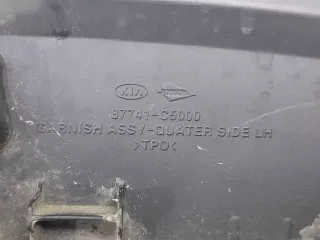 KIA
87741-C5000
GARNISH ASSY-QUATER SIDE LH
>TPO<